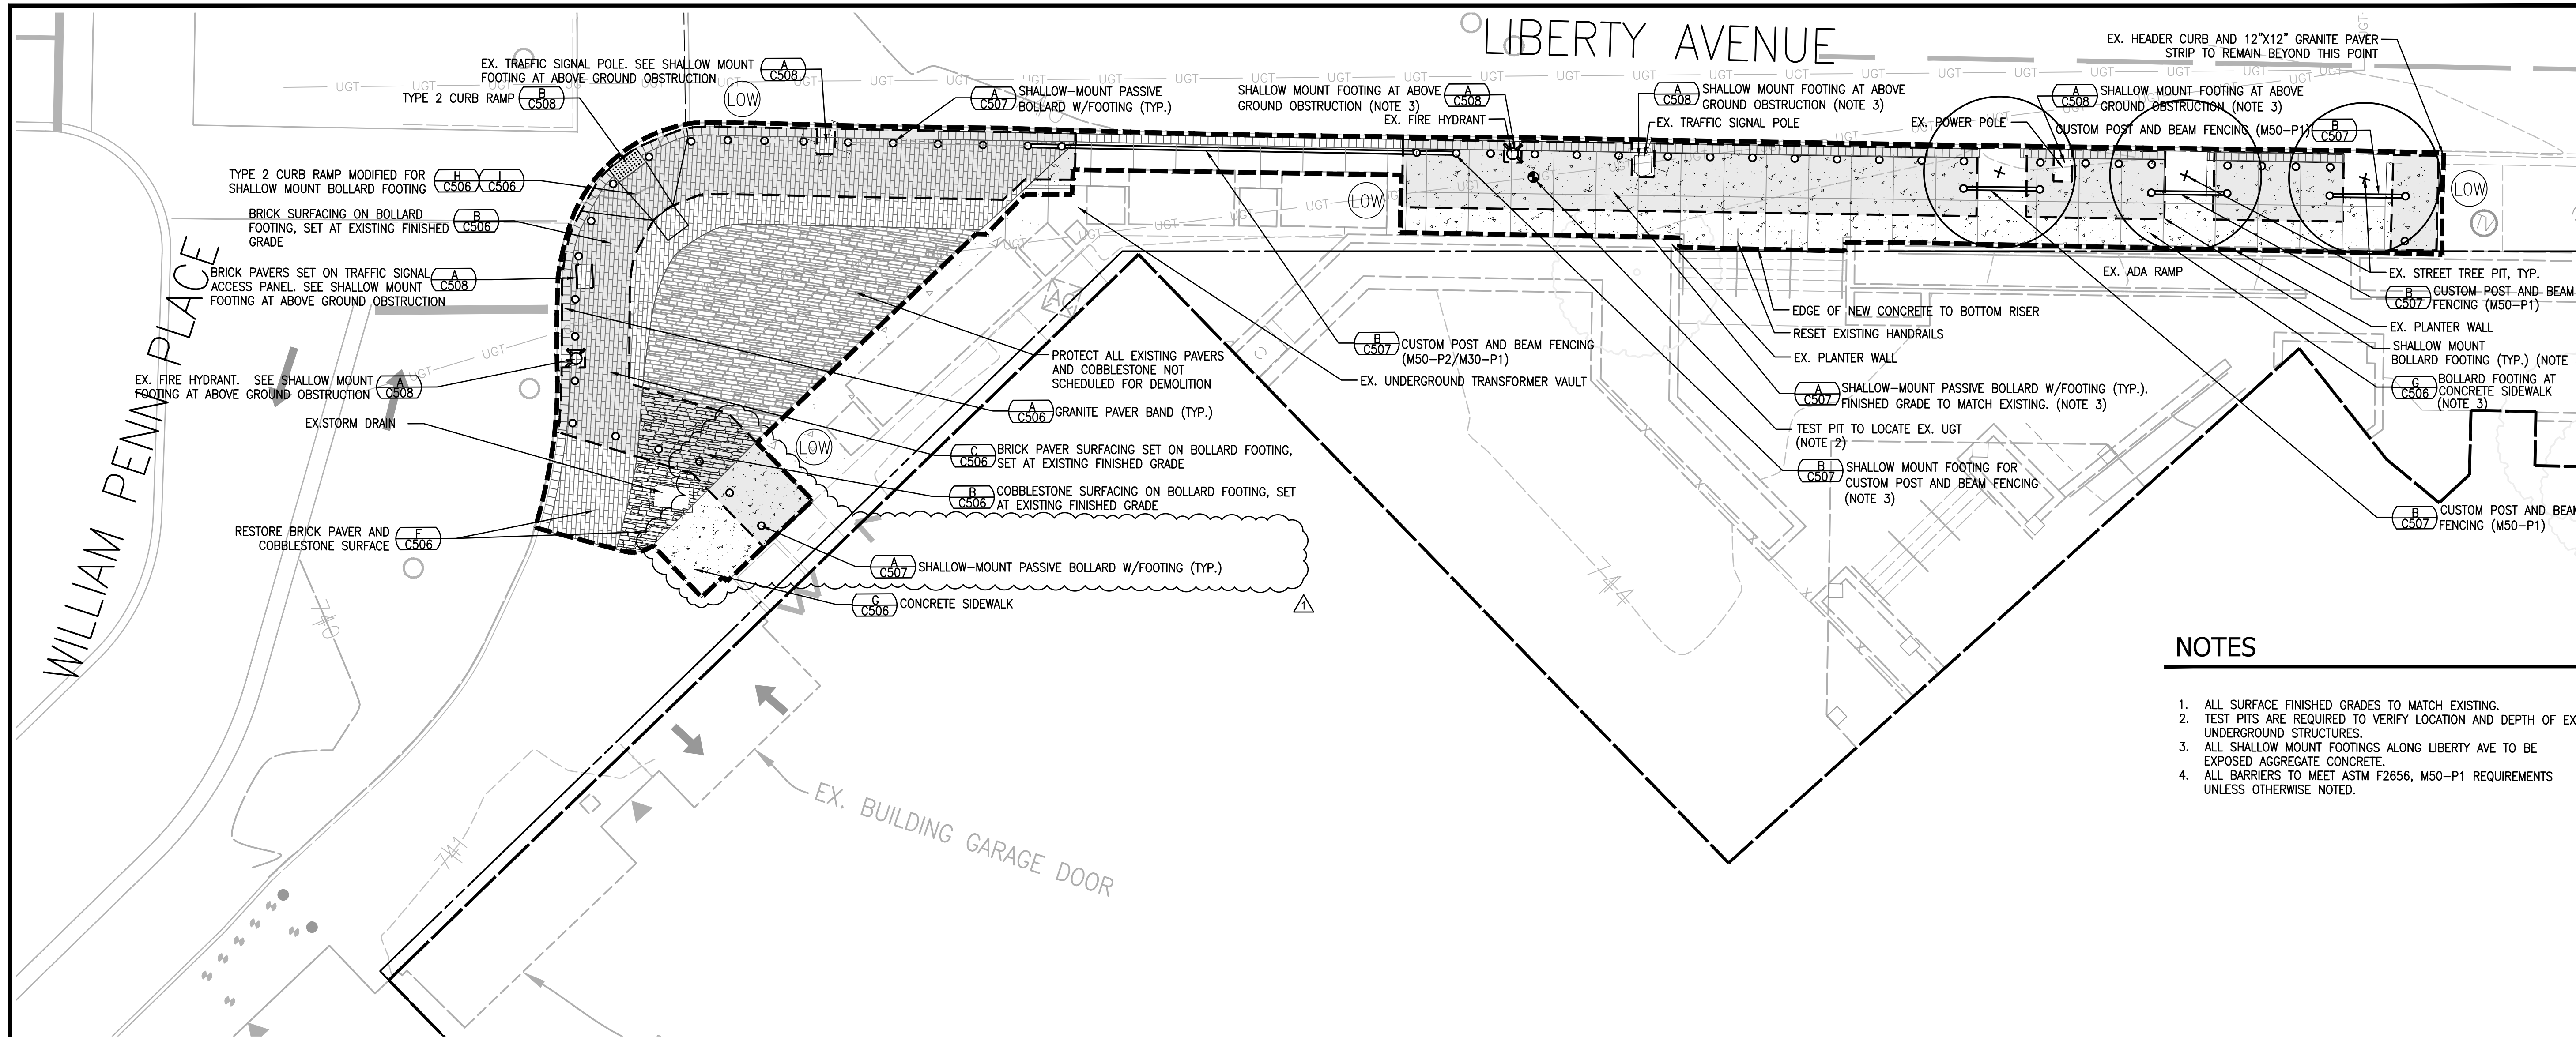 LIBERTY AVENUE
WILLIAM PENN PLACE
EX. TRAFFIC SIGNAL POLE. SEE SHALLOW MOUNT
FOOTING AT ABOVE GROUND OBSTRUCTION
A
C508
TYPE 2 CURB RAMP
B
C508
LOW
A
C507
SHALLOW-MOUNT PASSIVE
BOLLARD W/FOOTING (TYP.)
SHALLOW MOUNT FOOTING AT ABOVE
GROUND OBSTRUCTION (NOTE 3)
A
C508
EX. FIRE HYDRANT
A
C508
SHALLOW MOUNT FOOTING AT ABOVE
GROUND OBSTRUCTION (NOTE 3)
EX. TRAFFIC SIGNAL POLE
EX. POWER POLE
EX. HEADER CURB AND 12"X12" GRANITE PAVER
STRIP TO REMAIN BEYOND THIS POINT
A
C508
SHALLOW MOUNT FOOTING AT ABOVE
GROUND OBSTRUCTION (NOTE 3)
CUSTOM POST AND BEAM FENCING (M50-P1)
B
C507
UGT UGT UGT UGT UGT UGT UGT UGT UGT UGT UGT UGT UGT UGT UGT
TYPE 2 CURB RAMP MODIFIED FOR
SHALLOW MOUNT BOLLARD FOOTING
H
C506
I
C506
BRICK SURFACING ON BOLLARD
FOOTING, SET AT EXISTING FINISHED
GRADE
B
C506
BRICK PAVERS SET ON TRAFFIC SIGNAL
ACCESS PANEL. SEE SHALLOW MOUNT
FOOTING AT ABOVE GROUND OBSTRUCTION
A
C508
EX. FIRE HYDRANT. SEE SHALLOW MOUNT
FOOTING AT ABOVE GROUND OBSTRUCTION
A
C508
EX.STORM DRAIN
RESTORE BRICK PAVER AND
COBBLESTONE SURFACE
F
C506
LOW
LOW
LOW
PROTECT ALL EXISTING PAVERS
AND COBBLESTONE NOT
SCHEDULED FOR DEMOLITION
A
C506
GRANITE PAVER BAND (TYP.)
C
C506
BRICK PAVER SURFACING SET ON BOLLARD FOOTING,
SET AT EXISTING FINISHED GRADE
B
C506
COBBLESTONE SURFACING ON BOLLARD FOOTING, SET
AT EXISTING FINISHED GRADE
A
C507
SHALLOW-MOUNT PASSIVE BOLLARD W/FOOTING (TYP.)
G
C506
CONCRETE SIDEWALK
1
B
C507
CUSTOM POST AND BEAM FENCING
(M50-P2/M30-P1)
EX. UNDERGROUND TRANSFORMER VAULT
EDGE OF NEW CONCRETE TO BOTTOM RISER
RESET EXISTING HANDRAILS
EX. PLANTER WALL
A
C507
SHALLOW-MOUNT PASSIVE BOLLARD W/FOOTING (TYP.).
FINISHED GRADE TO MATCH EXISTING. (NOTE 3)
TEST PIT TO LOCATE EX. UGT
(NOTE 2)
B
C507
SHALLOW MOUNT FOOTING FOR
CUSTOM POST AND BEAM FENCING
(NOTE 3)
EX. ADA RAMP
EX. STREET TREE PIT, TYP.
B
C507
CUSTOM POST AND BEAM
FENCING (M50-P1)
EX. PLANTER WALL
SHALLOW MOUNT
BOLLARD FOOTING (TYP.) (NOTE
G
C506
BOLLARD FOOTING AT
CONCRETE SIDEWALK
(NOTE 3)
B
C507
CUSTOM POST AND BEAM
FENCING (M50-P1)
740
741
744
EX. BUILDING GARAGE DOOR
NOTES
1. ALL SURFACE FINISHED GRADES TO MATCH EXISTING.
2. TEST PITS ARE REQUIRED TO VERIFY LOCATION AND DEPTH OF EX
UNDERGROUND STRUCTURES.
3. ALL SHALLOW MOUNT FOOTINGS ALONG LIBERTY AVE TO BE
EXPOSED AGGREGATE CONCRETE.
4. ALL BARRIERS TO MEET ASTM F2656, M50-P1 REQUIREMENTS
UNLESS OTHERWISE NOTED.